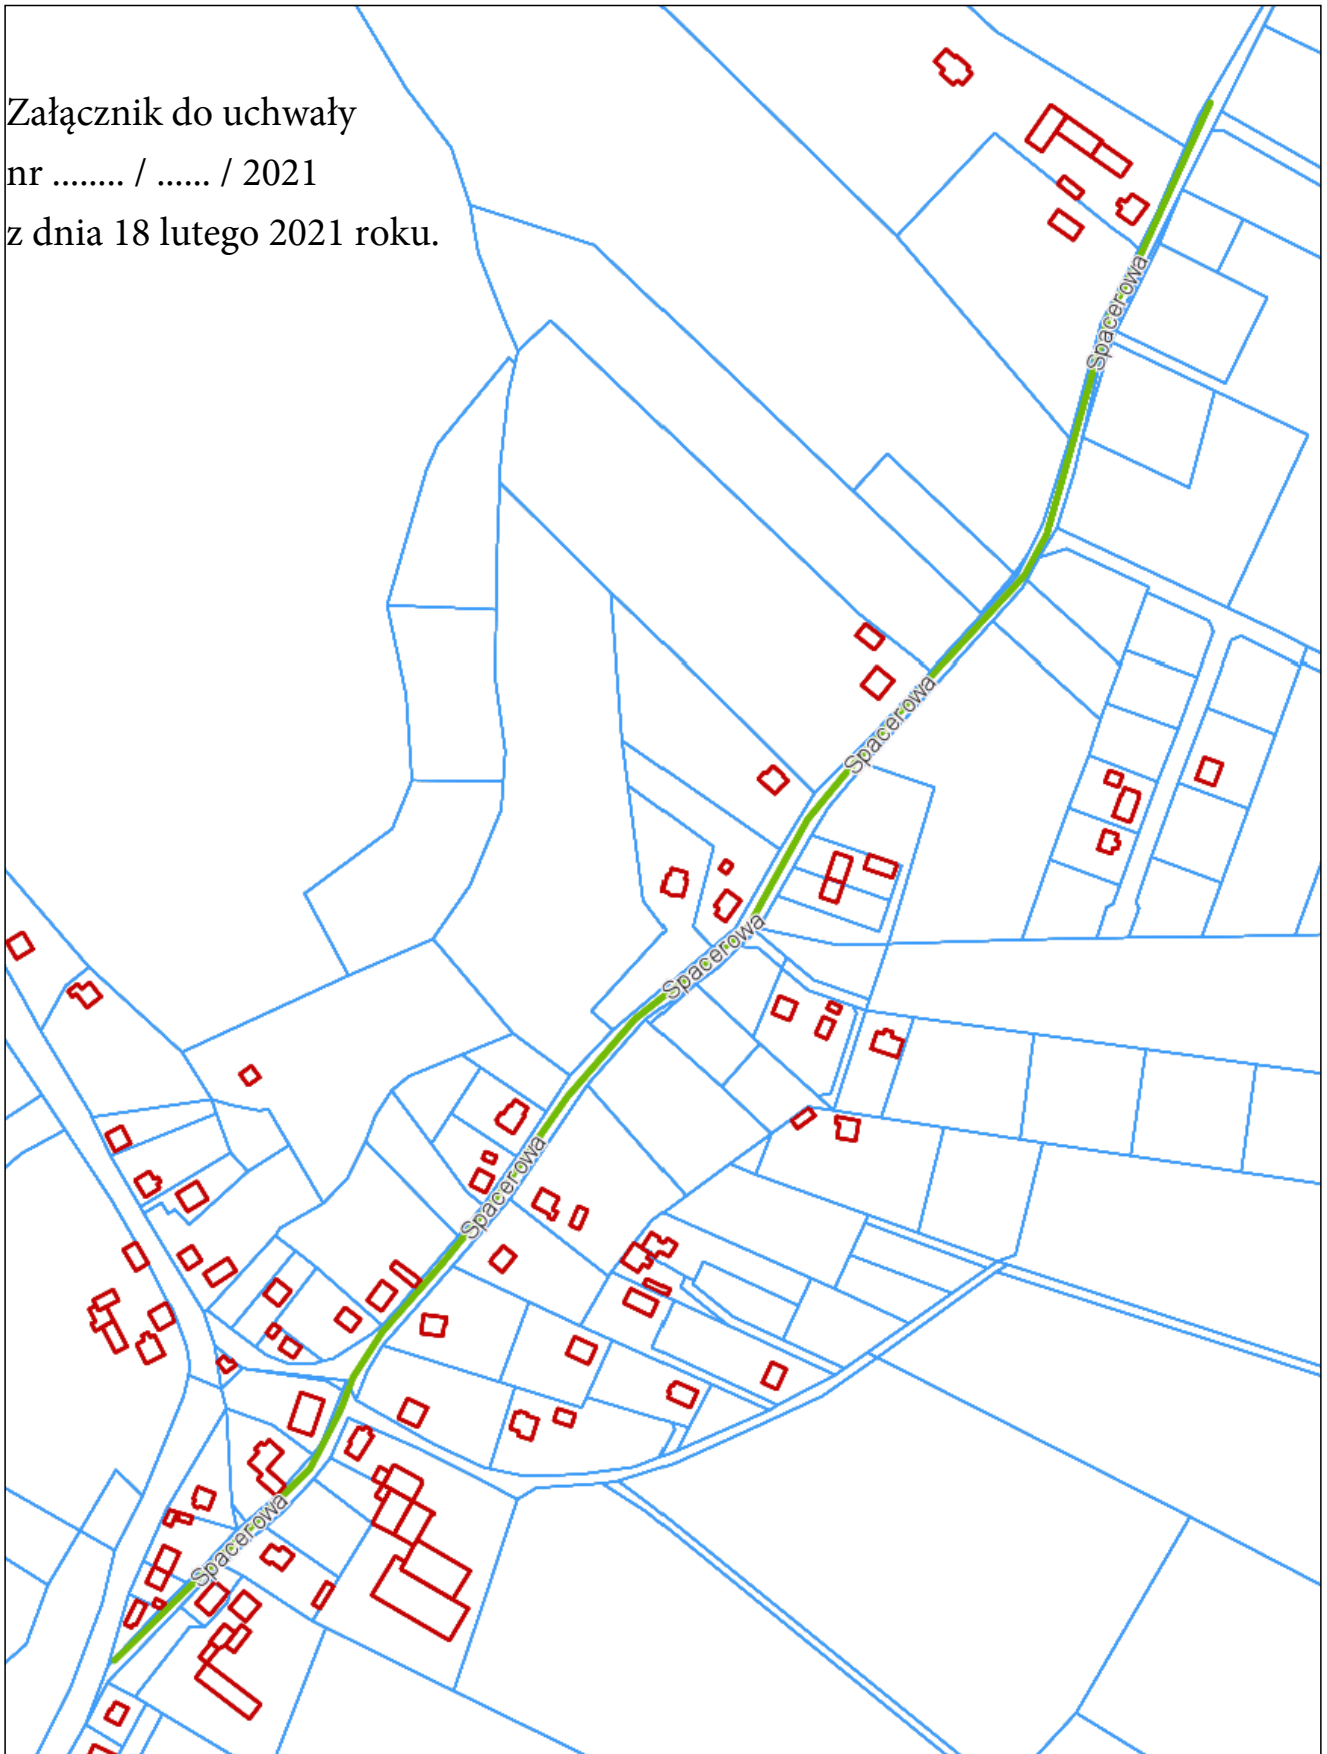 Załącznik do uchwały
nr ........ / ...... / 2021
z dnia 18 lutego 2021 roku.
Spacerowa
Spacerowa
Spacerowa
Spacerowa
Spacerowa